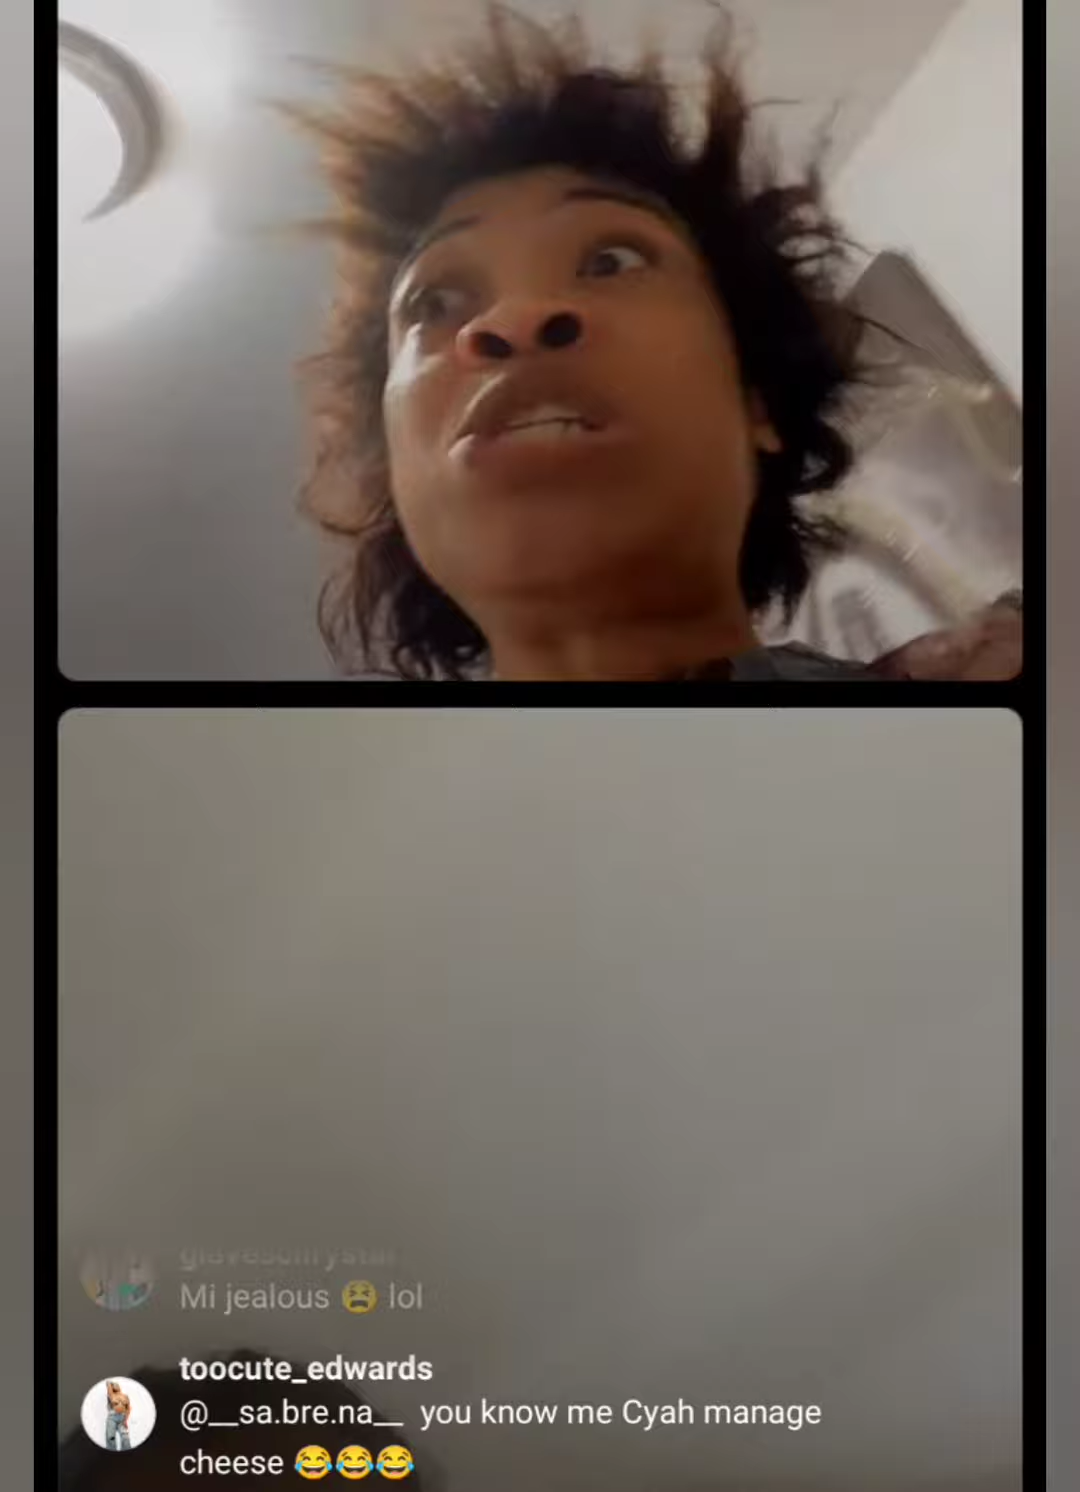 Mi jealous 😫 lol
toocute_edwards
@__sa.bre.na__ you know me Cyah manage
cheese 😂😂😂